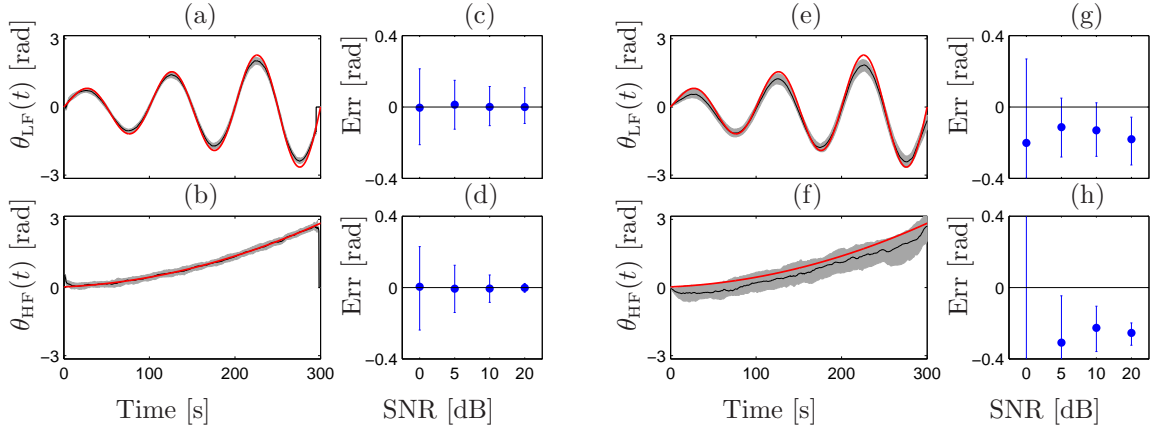 (a)
3
0
−3
θLF(t) [rad]
(c)
0.4
0
−0.4
Err [rad]
(b)
3
0
−3
θHF(t) [rad]
0 100 200 300
Time [s]
(d)
0.4
0
−0.4
Err [rad]
0 5 10 20
SNR [dB]
(e)
3
0
−3
θLF(t) [rad]
(g)
0.4
0
−0.4
Err [rad]
(f)
3
0
−3
θHF(t) [rad]
0 100 200 300
Time [s]
(h)
0.4
0
−0.4
Err [rad]
0 5 10 20
SNR [dB]